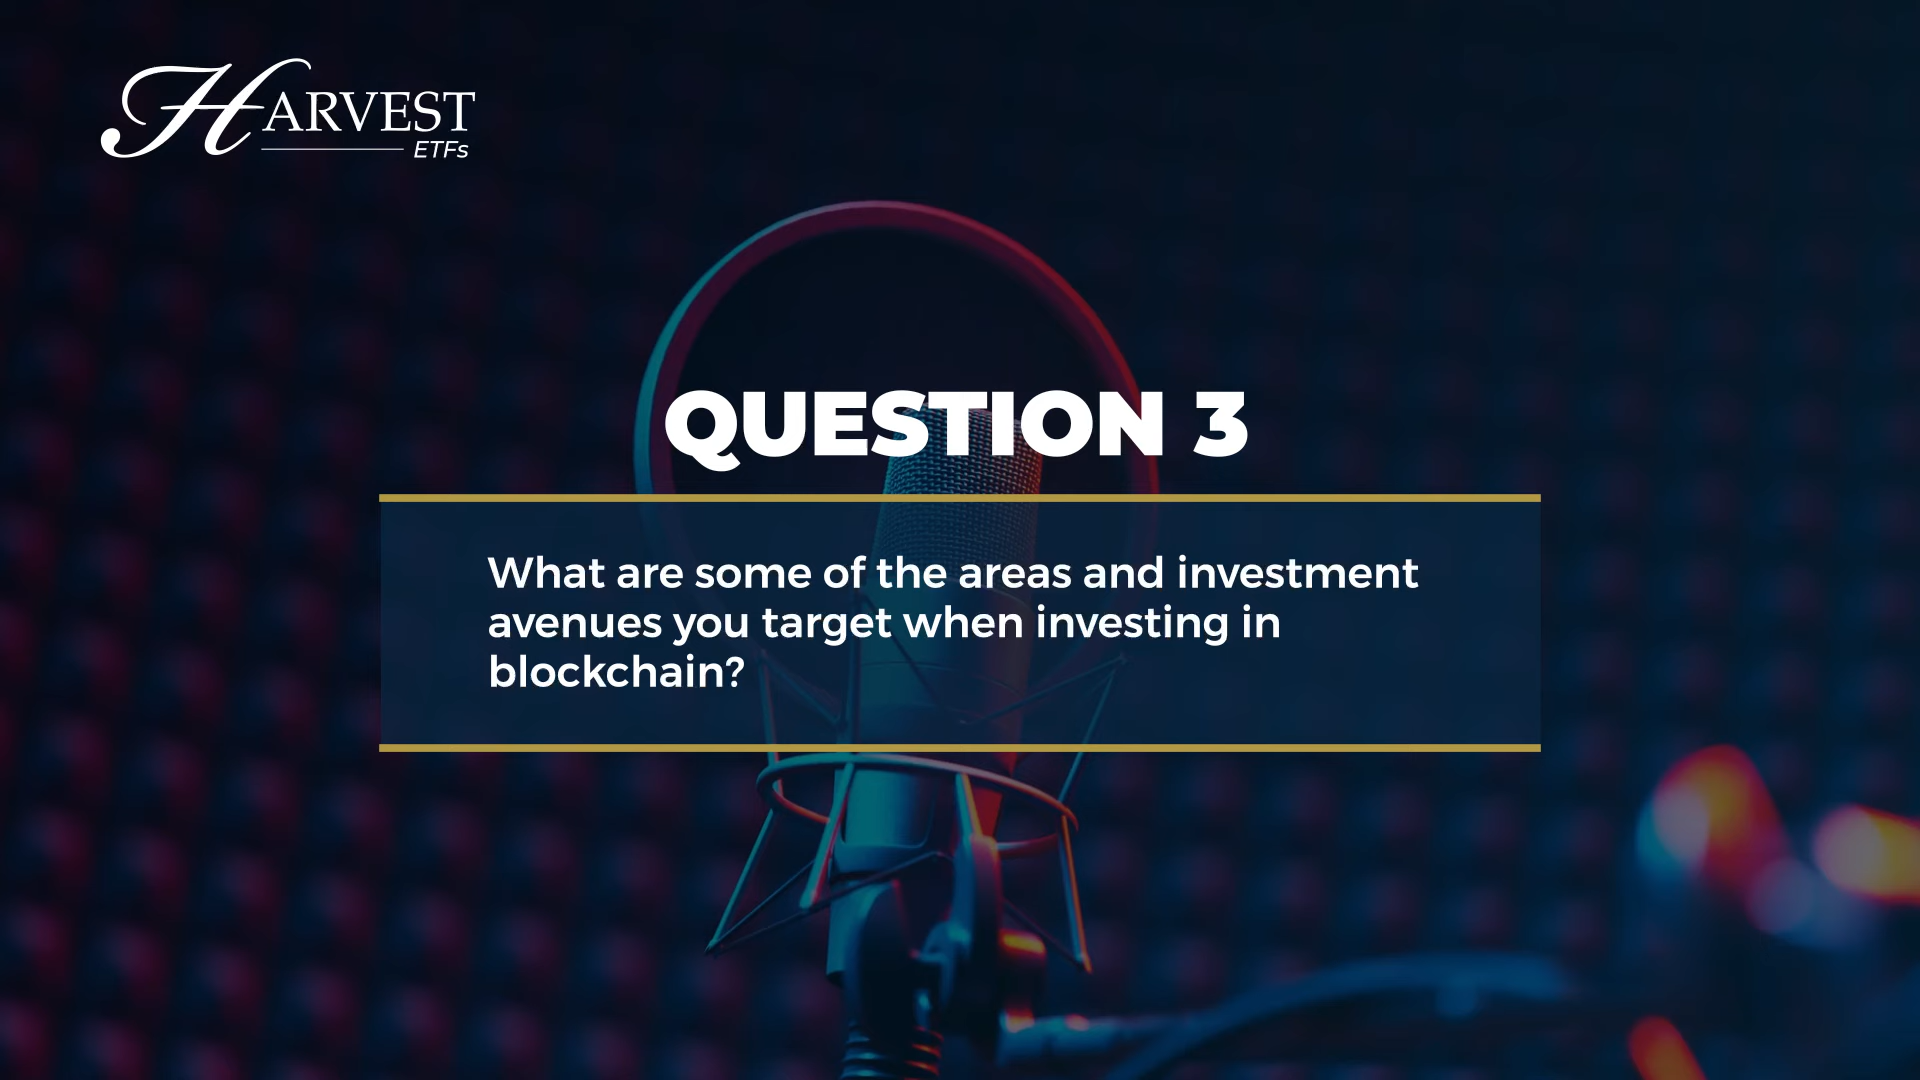 HARVEST
ETFs
QUESTION 3
What are some of the areas and investment
avenues you target when investing in
blockchain?